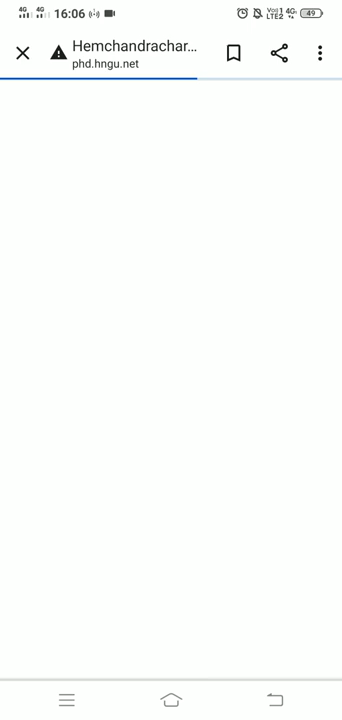 4G 4G 16:06
Vo) 1 4G
LTE2 49
Hemchandrachar...
phd.hngu.net